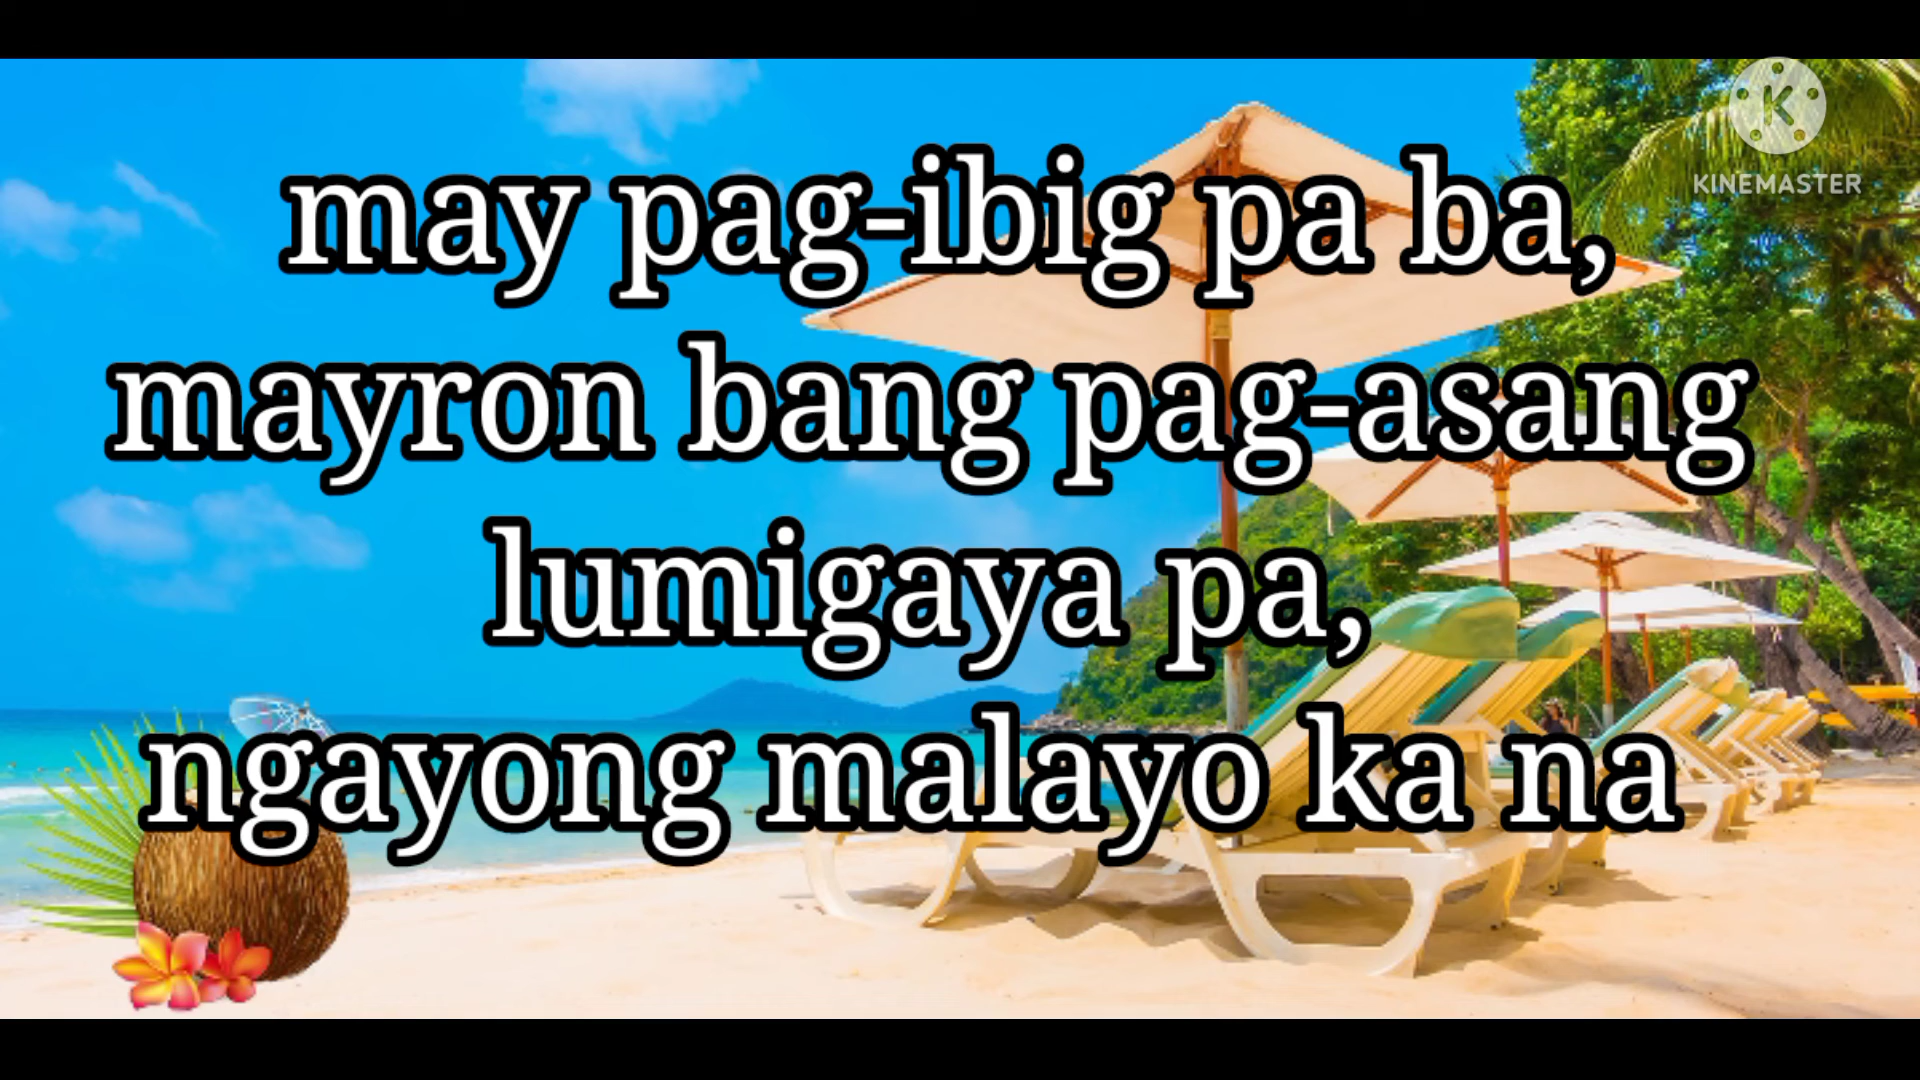 K
KINEMASTER
may pag-ibig pa ba,
mayron bang pag-asang
lumigaya pa,
ngayong malayo ka na